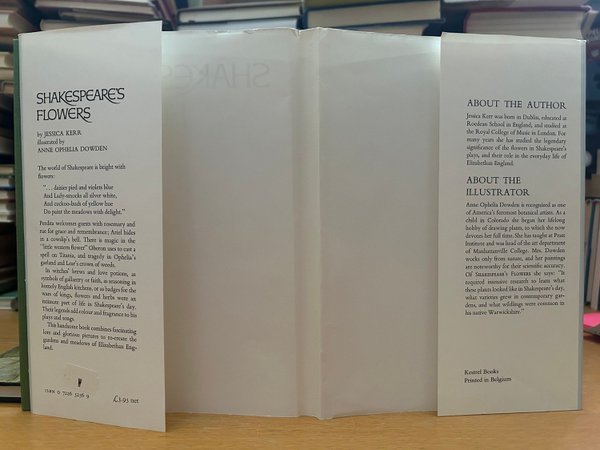 SHAKESPEARE'S
FLOWERS
by JESSICA KERR
illustrated by
ANNE OPHELIA DOWDEN
The world of Shakespeare is bright with
flowers:
"... daisies pied and violets blue
And Lady-smocks all silver white,
And cuckoo-buds of yellow hue
Do paint the meadows with delight."
Perdita welcomes guests with rosemary and
rue for grace and remembrance; Ariel hides
in a cowslip's bell. There is magic in the
"little western flower" Oberon uses to cast a
spell on Titania, and tragedy in Ophelia's
garland and Lear's crown of weeds.
In witches' brews and love potions, as
symbols of gallantry or faith, as seasoning in
homely English kitchens, or as badges for the
wars of kings, flowers and herbs were an
intimate part of life in Shakespeare's day.
Their legends add colour and fragrance to his
plays and songs.
This handsome book combines fascinating
lore and glorious pictures to re-create the
gardens and meadows of Elizabethan Eng-
land.
ISBN 0 7226 5236 9
£3.95 net
SHAKES
ABOUT THE AUTHOR
Jessica Kerr was born in Dublin, educated at
Roedean School in England, and studied at
the Royal College of Music in London. For
many years she has studied the legendary
significance of the flowers in Shakespeare's
plays, and their role in the everyday life of
Elizabethan England.
ABOUT THE
ILLUSTRATOR
Anne Ophelia Dowden is recognized as one
of America's foremost botanical artists. As a
child in Colorado she began her lifelong
hobby of drawing plants, to which she now
devotes her full time. She has taught at Pratt
Institute and was head of the art department
of Manhattanville College. Mrs. Dowden
works only from nature, and her paintings
are noteworthy for their scientific accuracy.
Of SHAKESPEARE'S FLOWERS she says: "It
required intensive research to learn what
these plants looked like in Shakespeare's day,
what various grew in contemporary gar-
dens, and what wildings were common in
his native Warwickshire."
Kestrel Books
Printed in Belgium